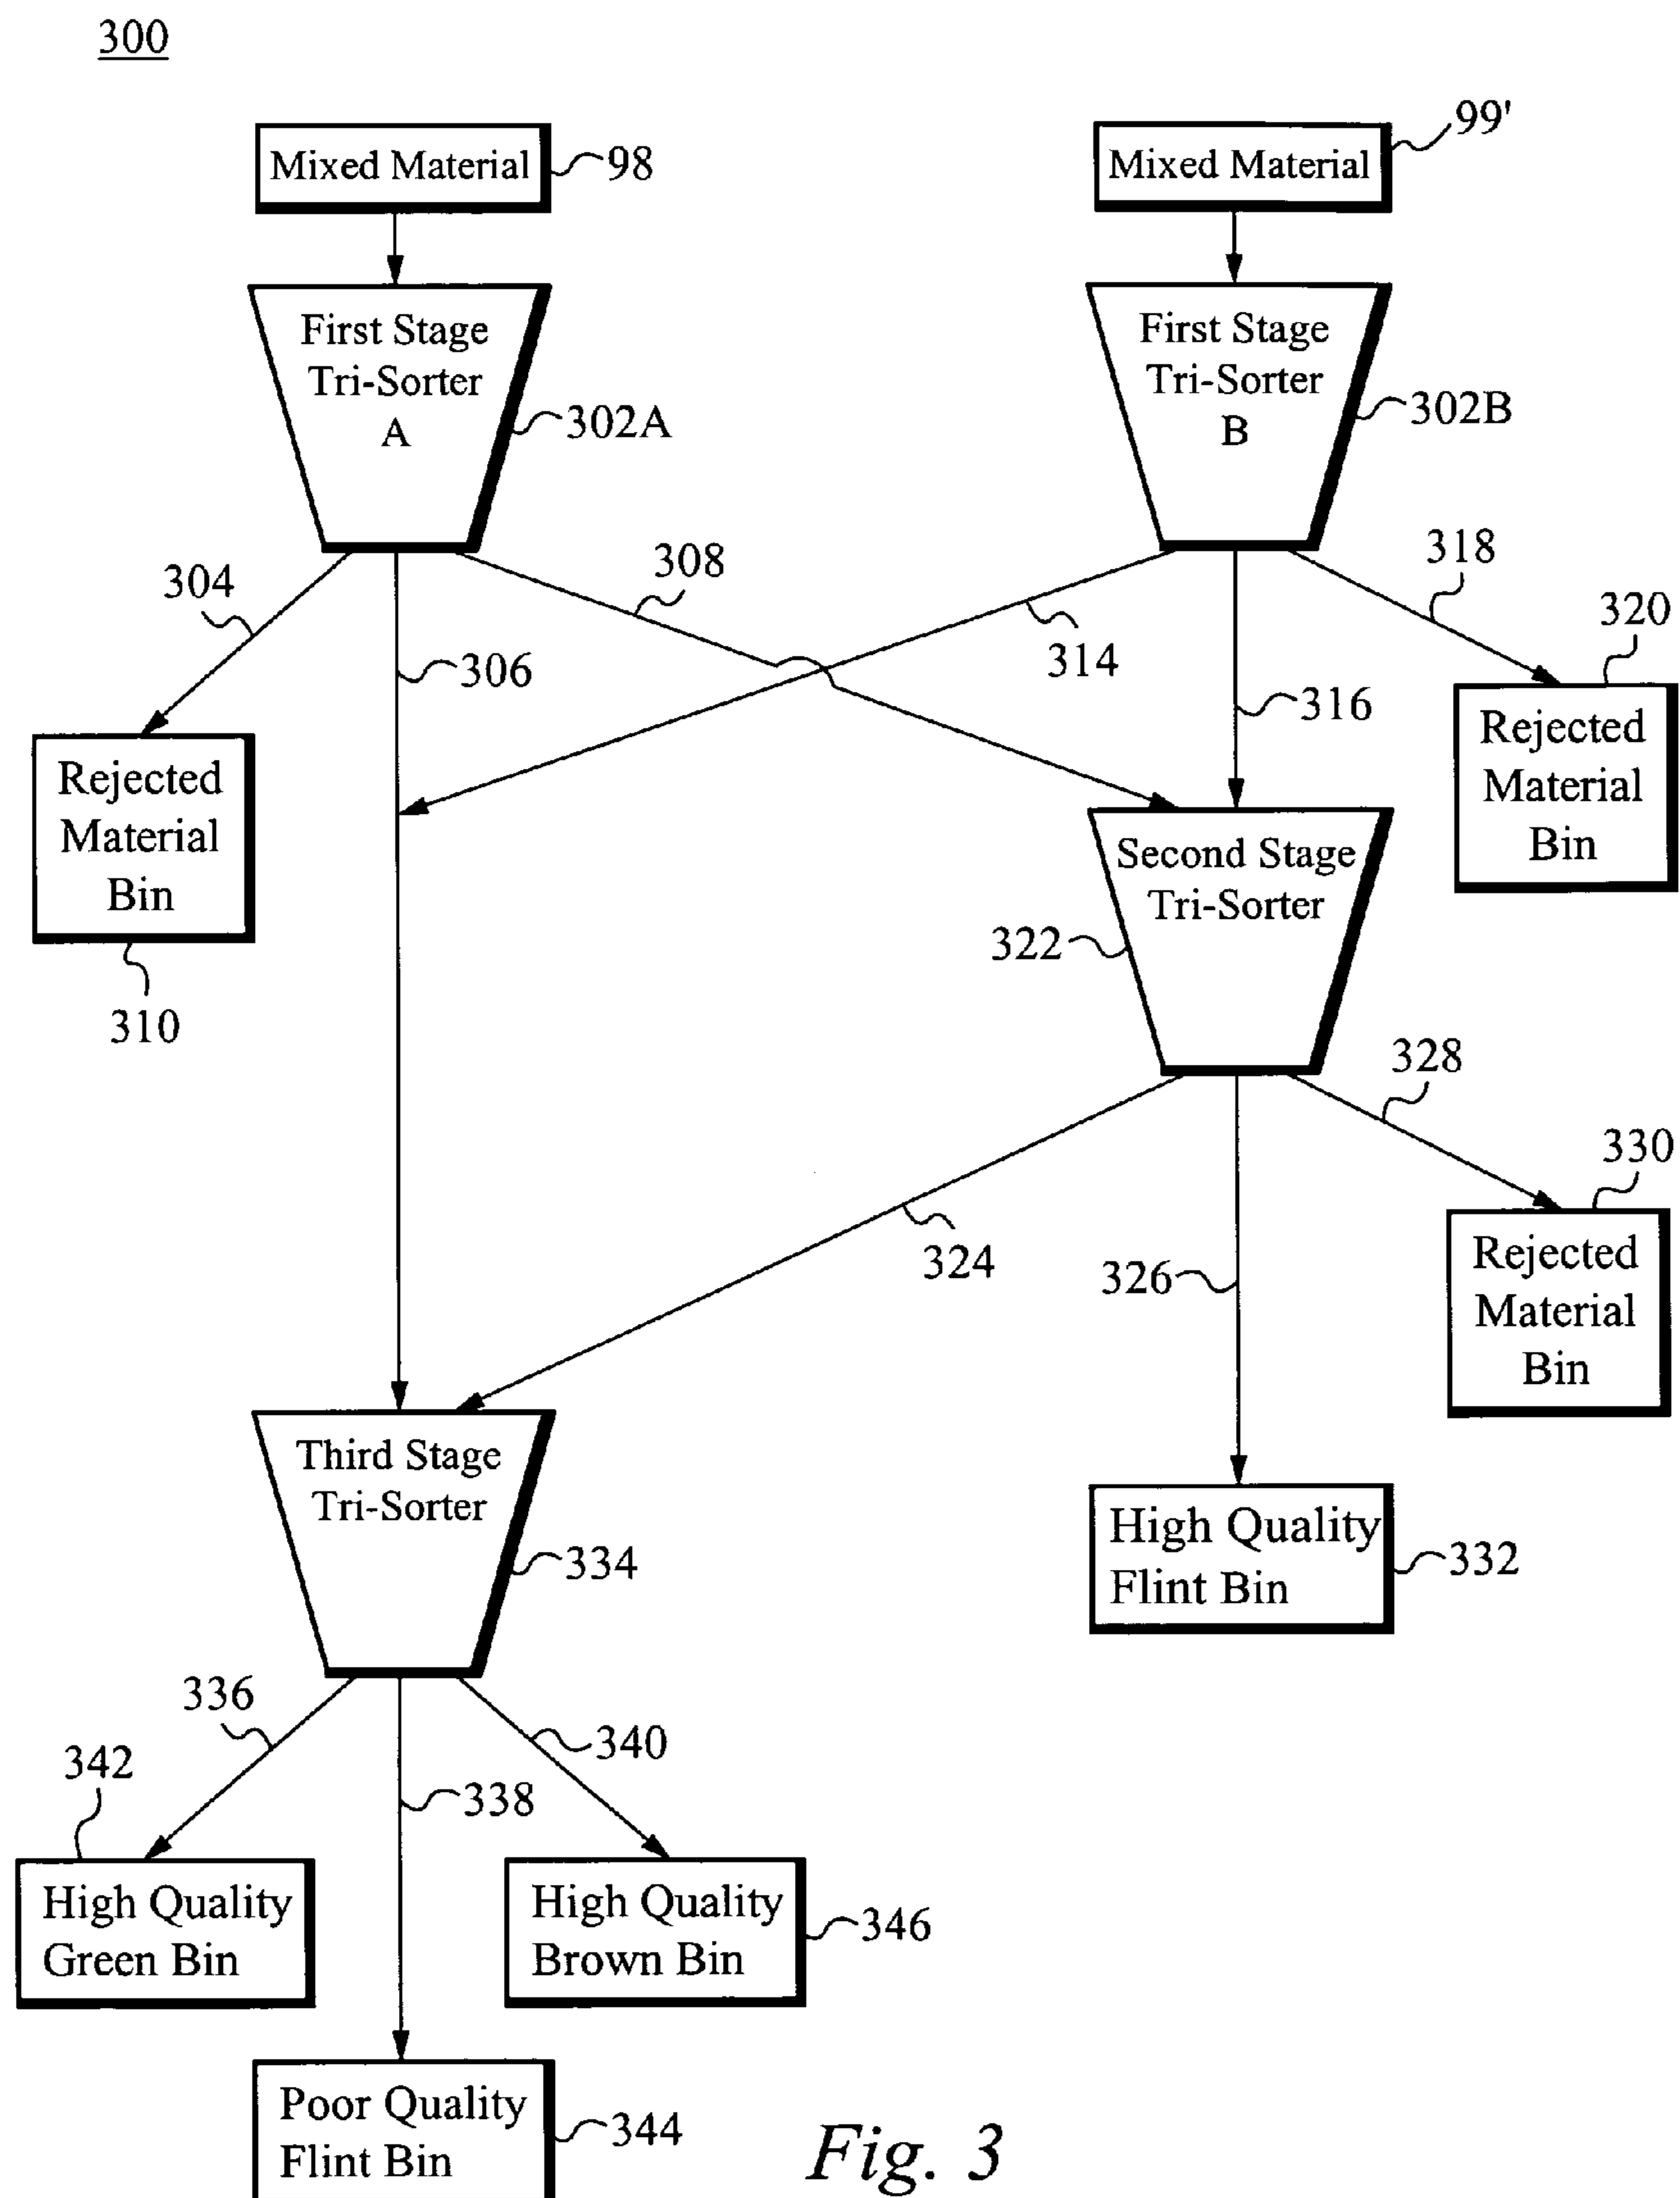 300
Mixed Material
98
Mixed Material
99'
First Stage
Tri-Sorter
A
302A
First Stage
Tri-Sorter
B
302B
304
306
308
314
316
318
320
Rejected
Material
Bin
310
Rejected
Material
Bin
Second Stage
Tri-Sorter
322
324
326
328
330
Rejected
Material
Bin
Third Stage
Tri-Sorter
334
High Quality
Flint Bin
332
336
338
340
342
High Quality
Green Bin
High Quality
Brown Bin
346
Poor Quality
Flint Bin
344
Fig. 3